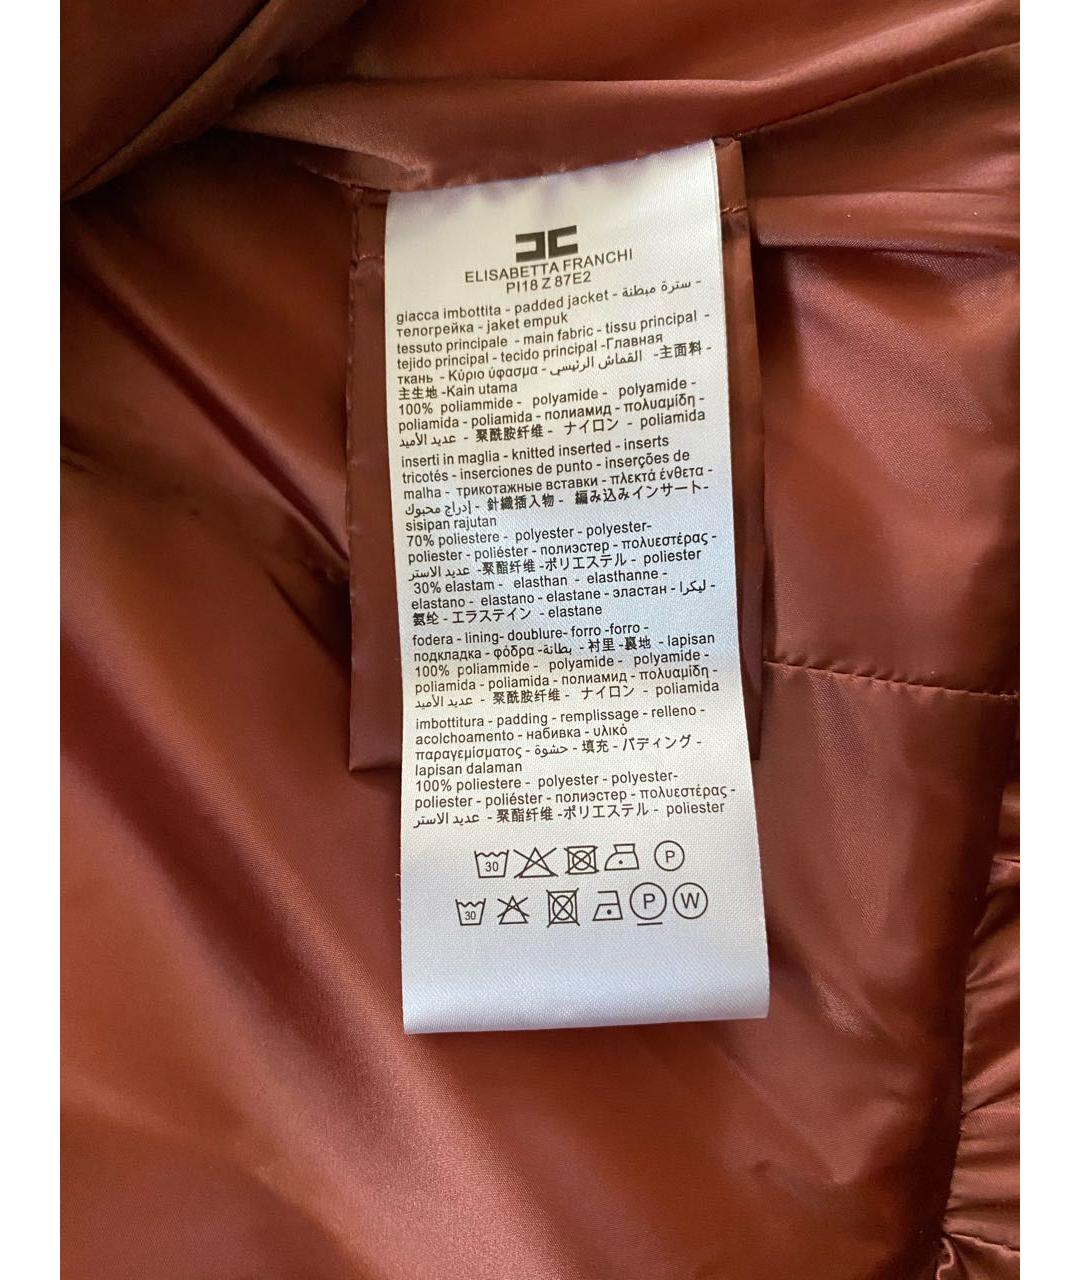 ELISABETTA FRANCHI
PI18 Z 87E2
giacca imbottita - padded jacket - سترة مبطنة -
телогрейка - jaket empuk
tessuto principale - main fabric - tissu principal -
tejido principal - tecido principal -Главная
ткань - Κύριο ύφασμα - القماش الرئيسي -主面料 -
主生地 -Kain utama
100% poliammide - polyamide - polyamide -
poliamida - poliamida - полиамид - πολυαμίδη -
عديد الأميد - 聚酰胺纤维 - ナイロン - poliamida
inserti in maglia - knitted inserted - inserts
tricotés - inserciones de punto - inserções de
malha - трикотажные вставки - πλεκτά ένθετα -
إدراج محبوك - 針織插入物 - 編み込みインサート-
sisipan rajutan
70% poliestere - polyester - polyester-
poliester - poliéster - полиэстер - πολυεστέρας -
عديد الاستر -聚酯纤维 -ポリエステル - poliester
30% elastam - elasthan - elasthanne -
elastano - elastano - elastane - эластан - ليكرا -
氨纶 - エラステイン - elastane
fodera - lining- doublure- forro -forro -
подкладка - φόδρα -بطانة - 衬里 -裏地 - lapisan
100% poliammide - polyamide - polyamide -
poliamida - poliamida - полиамид - πολυαμίδη -
عديد الأميد - 聚酰胺纤维 - ナイロン - poliamida
imbottitura - padding - remplissage - relleno -
acolchoamento - набивка - υλικό
παραγεμίσματος - حشوة - 填充 - パディング -
lapisan dalaman
100% poliestere - polyester - polyester-
poliester - poliéster - полиэстер - πολυεστέρας -
عديد الاستر - 聚酯纤维 -ポリエステル - poliester
30 P
30 P W